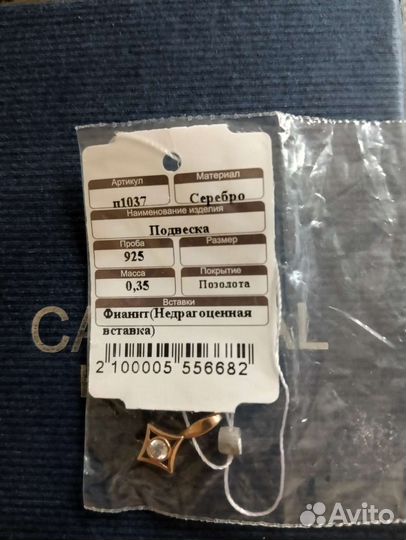 Артикул
Материал
п1037
Серебро
Наименование изделия
Подвеска
Проба
Размер
925
Масса
Покрытие
0,35
Позолота
Вставки
Фианит(Недрагоценная
вставка)
2 100005 556682
CA
AL
Avito